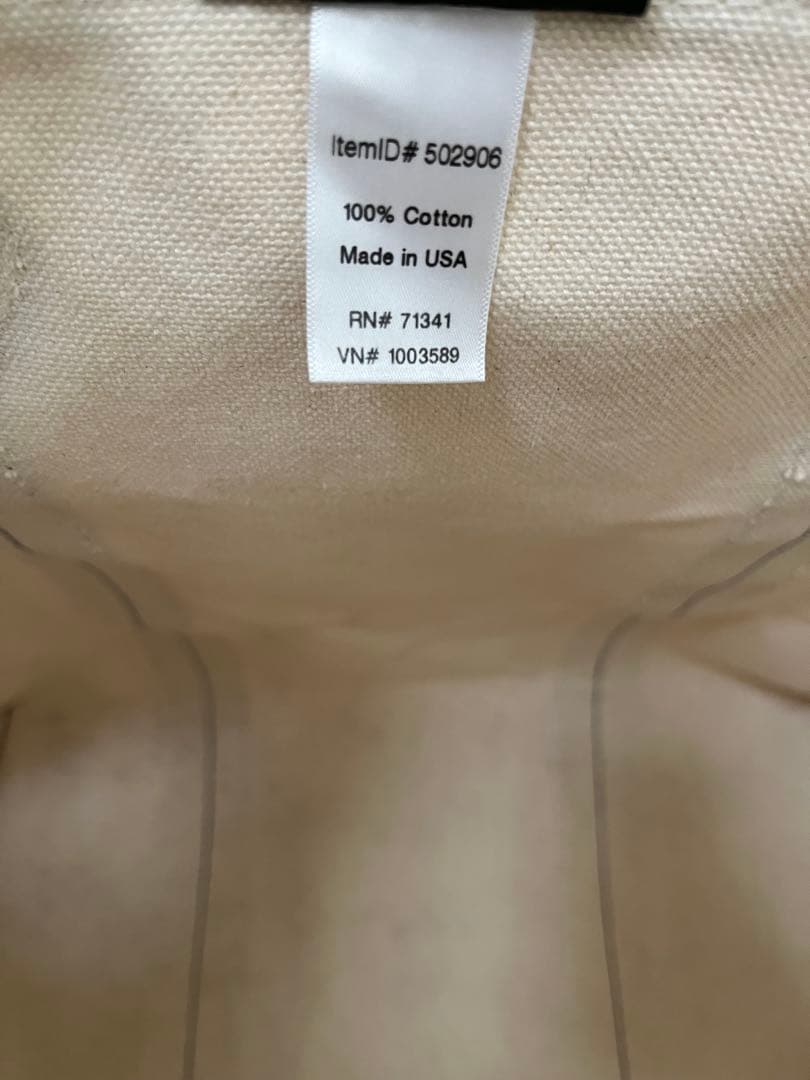 ItemID# 502906
100% Cotton
Made in USA
RN# 71341
VN# 1003589